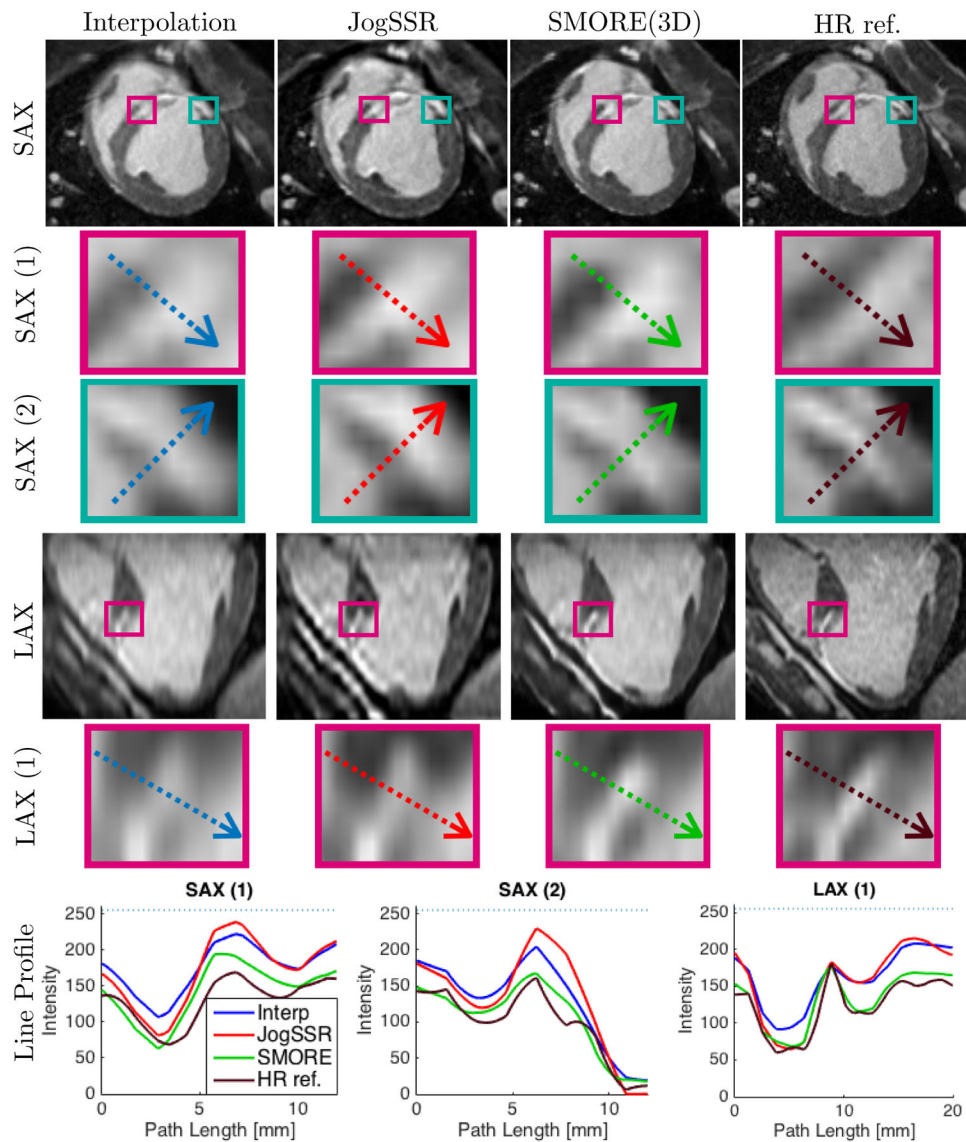 Interpolation JogSSR SMORE(3D) HR ref.
SAX
SAX (1)
SAX (2)
LAX
LAX (1)
Line Profile
SAX (1) SAX (2) LAX (1)
250 250 250
200 200 200
150 150 150
100 100 100
50 50 50
0 0 0
Intensity Intensity Intensity
Interp
JogSSR
SMORE
HR ref.
0 5 10 0 5 10 0 10 20
Path Length [mm] Path Length [mm] Path Length [mm]